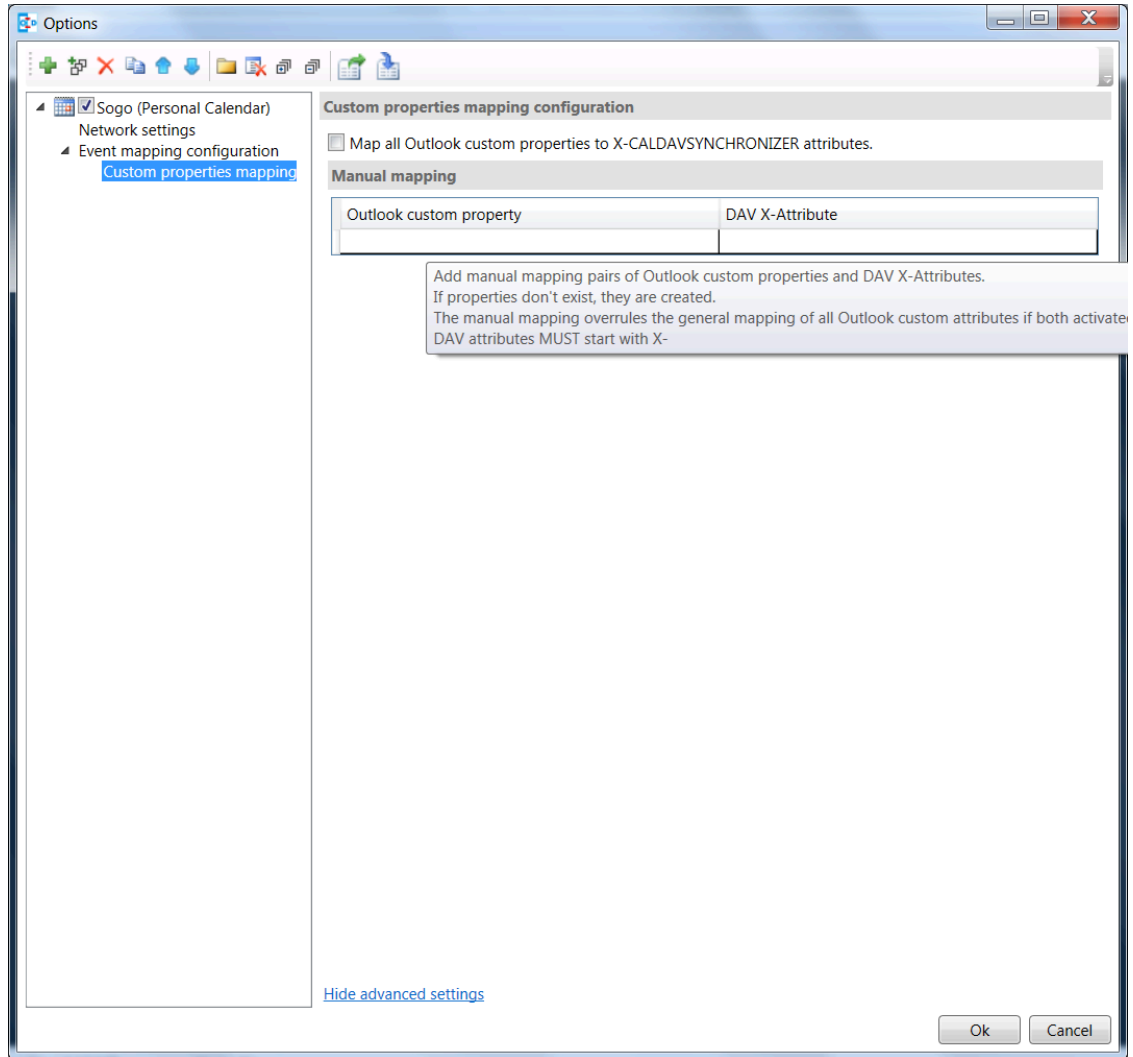 Options
Sogo (Personal Calendar)
Network settings
Event mapping configuration
Custom properties mapping
Custom properties mapping configuration
Map all Outlook custom properties to X-CALDAVSYNCHRONIZER attributes.
Manual mapping
Outlook custom property DAV X-Attribute
Add manual mapping pairs of Outlook custom properties and DAV X-Attributes.
If properties don't exist, they are created.
The manual mapping overrules the general mapping of all Outlook custom attributes if both activate
DAV attributes MUST start with X-
Hide advanced settings
Ok Cancel